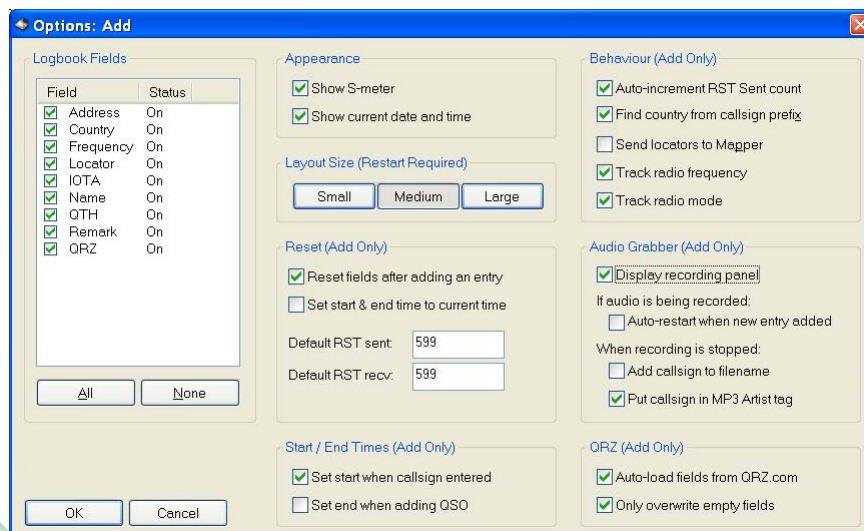 Options: Add
Logbook Fields
Field Status
Address On
Country On
Frequency On
Locator On
IOTA On
Name On
QTH On
Remark On
QRZ On
All None
OK Cancel
Appearance
Show S-meter
Show current date and time
Layout Size (Restart Required)
Small Medium Large
Reset (Add Only)
Reset fields after adding an entry
Set start & end time to current time
Default RST sent: 599
Default RST recv: 599
Start / End Times (Add Only)
Set start when callsign entered
Set end when adding QSO
Behaviour (Add Only)
Auto-increment RST Sent count
Find country from callsign prefix
Send locators to Mapper
Track radio frequency
Track radio mode
Audio Grabber (Add Only)
Display recording panel
If audio is being recorded:
Auto-restart when new entry added
When recording is stopped:
Add callsign to filename
Put callsign in MP3 Artist tag
QRZ (Add Only)
Auto-load fields from QRZ.com
Only overwrite empty fields